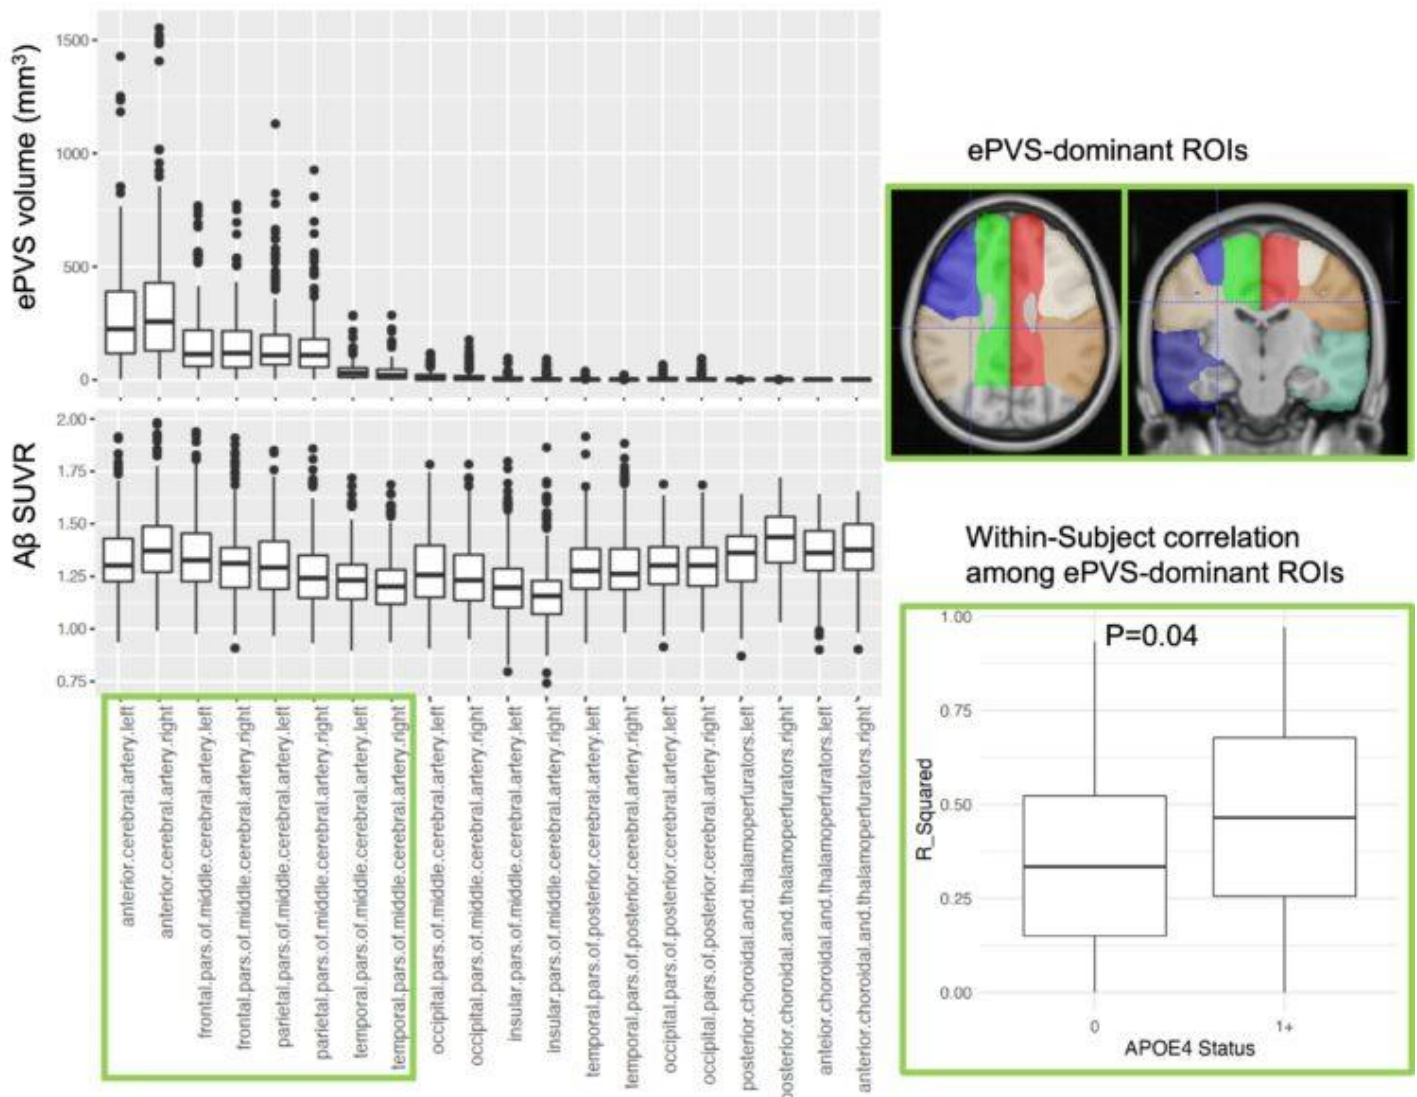 ePVS volume (mm³)
1500
1000
500
0
Aβ SUVR
2.00
1.75
1.50
1.25
1.00
0.75
anterior.cerebral.artery.left
anterior.cerebral.artery.right
frontal.pars.of.middle.cerebral.artery.left
frontal.pars.of.middle.cerebral.artery.right
parietal.pars.of.middle.cerebral.artery.left
parietal.pars.of.middle.cerebral.artery.right
temporal.pars.of.middle.cerebral.artery.left
temporal.pars.of.middle.cerebral.artery.right
occipital.pars.of.middle.cerebral.artery.left
occipital.pars.of.middle.cerebral.artery.right
insular.pars.of.middle.cerebral.artery.left
insular.pars.of.middle.cerebral.artery.right
temporal.pars.of.posterior.cerebral.artery.left
temporal.pars.of.posterior.cerebral.artery.right
occipital.pars.of.posterior.cerebral.artery.left
occipital.pars.of.posterior.cerebral.artery.right
posterior.choroidal.and.thalamoperfurators.left
posterior.choroidal.and.thalamoperfurators.right
anteior.choroidal.and.thalamoperfurators.left
anterior.choroidal.and.thalamoperfurators.right
ePVS-dominant ROIs
Within-Subject correlation
among ePVS-dominant ROIs
P=0.04
R_Squared
1.00
0.75
0.50
0.25
0.00
0
1+
APOE4 Status